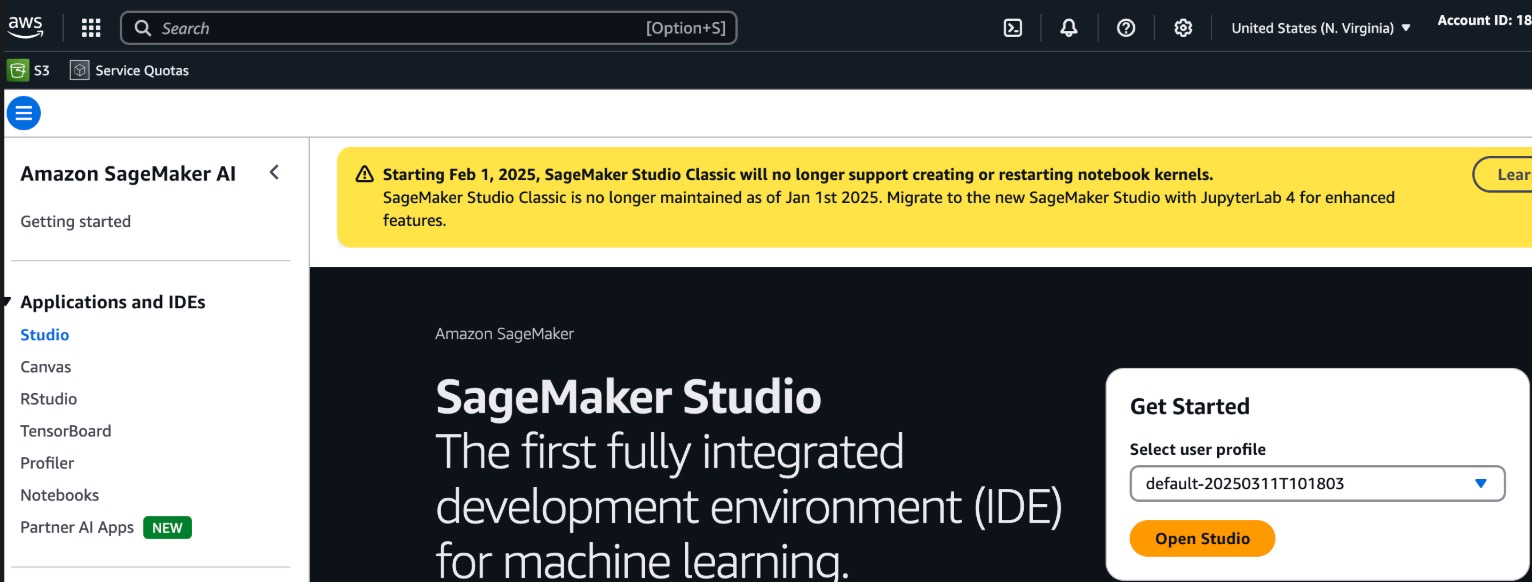 aws
Search [Option+S]
United States (N. Virginia)
Account ID: 18
S3
Service Quotas
Amazon SageMaker AI
Getting started
Applications and IDEs
Studio
Canvas
RStudio
TensorBoard
Profiler
Notebooks
Partner AI Apps NEW
Starting Feb 1, 2025, SageMaker Studio Classic will no longer support creating or restarting notebook kernels.
SageMaker Studio Classic is no longer maintained as of Jan 1st 2025. Migrate to the new SageMaker Studio with JupyterLab 4 for enhanced
features.
Lear
Amazon SageMaker
SageMaker Studio
The first fully integrated
development environment (IDE)
for machine learning.
Get Started
Select user profile
default-20250311T101803
Open Studio